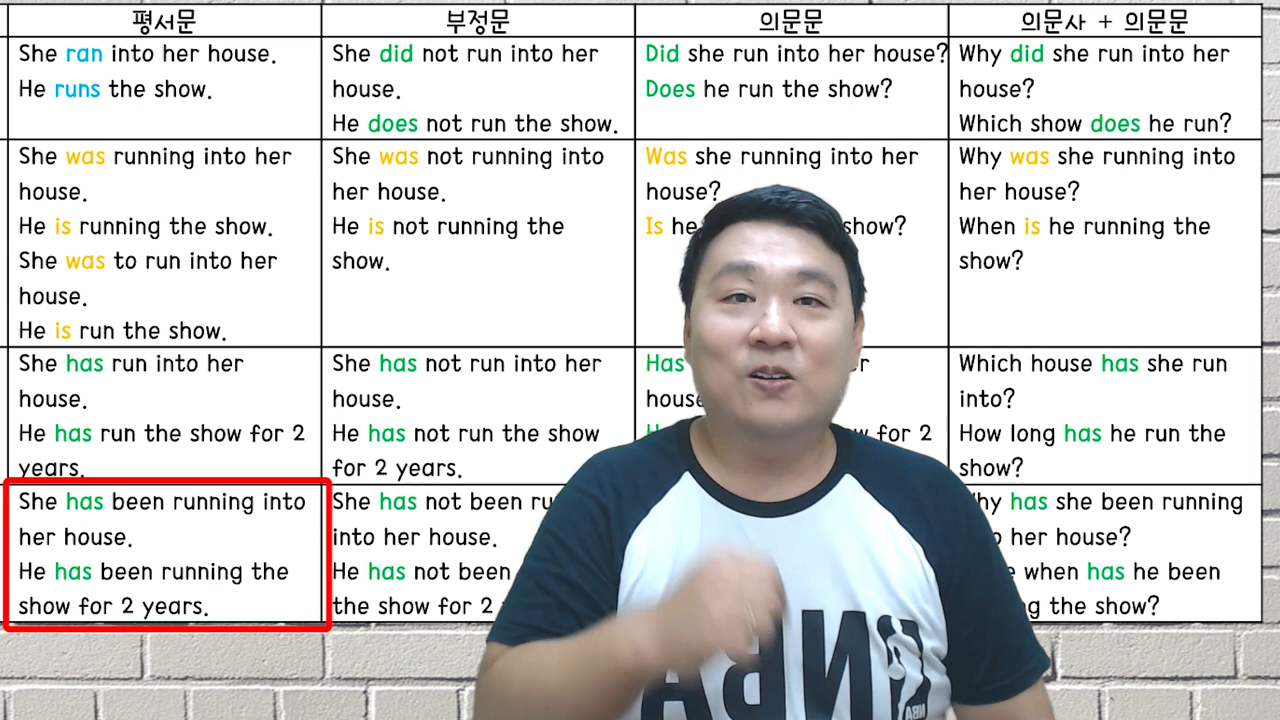 평서문
부정문
의문문
의문사 + 의문문
She ran into her house.
He runs the show.
She did not run into her
house.
He does not run the show.
Did she run into her house?
Does he run the show?
Why did she run into her
house?
Which show does he run?
She was running into her
house.
He is running the show.
She was to run into her
house.
He is run the show.
She was not running into
her house.
He is not running the
show.
Was she running into her
house?
Is he show?
Why was she running into
her house?
When is he running the
show?
She has run into her
house.
He has run the show for 2
years.
She has not run into her
house.
He has not run the show
for 2 years.
Has
for 2
Which house has she run
into?
How long has he run the
show?
She has been running into
her house.
He has been running the
show for 2 years.
She has not been
into her house.
He has not been
the show for 2
has she been running
her house?
when has he been
the show?
NBA